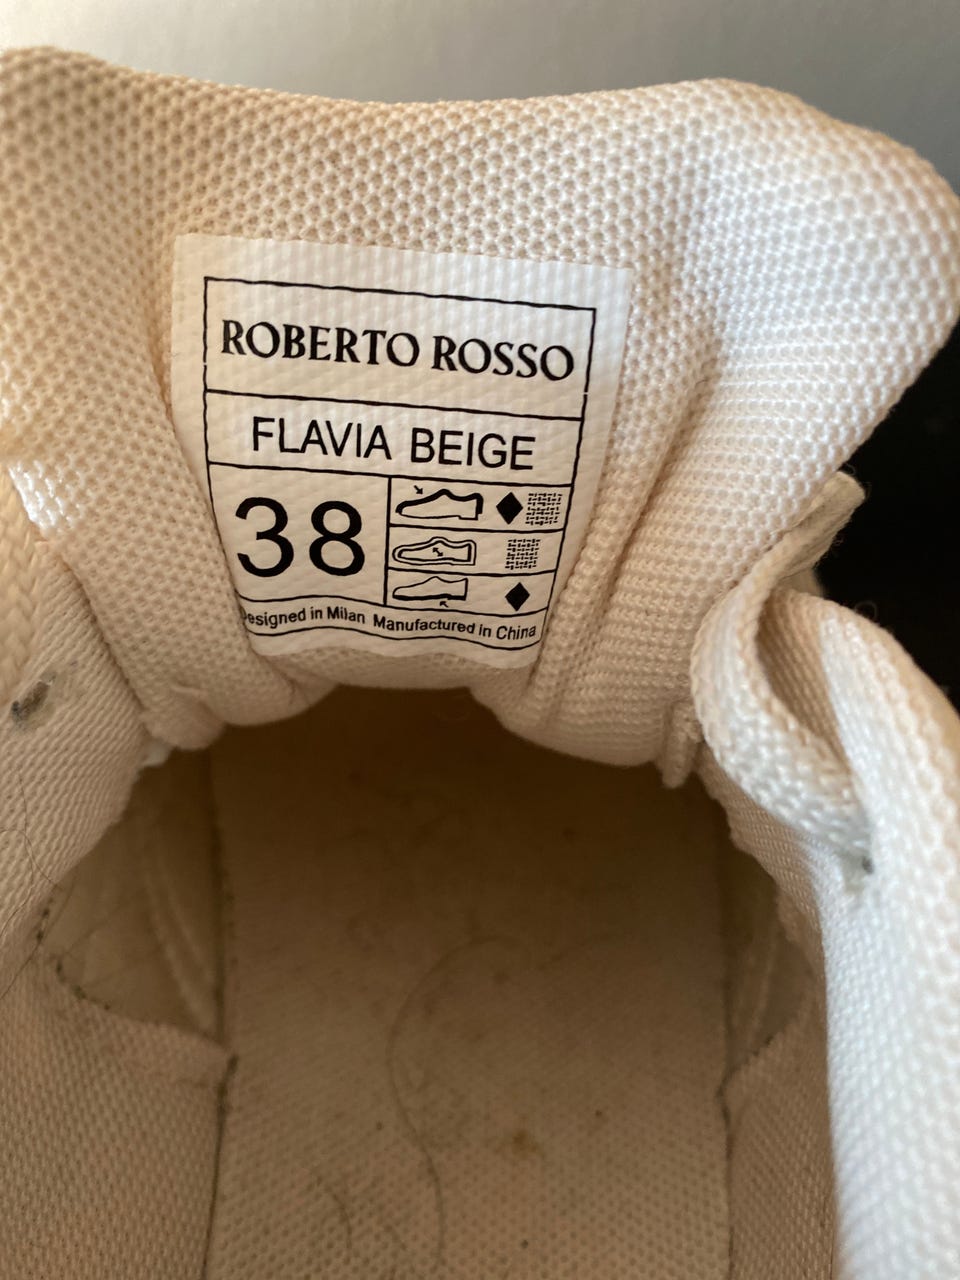 ROBERTO ROSSO
FLAVIA BEIGE
38
Designed in Milan Manufactured in China